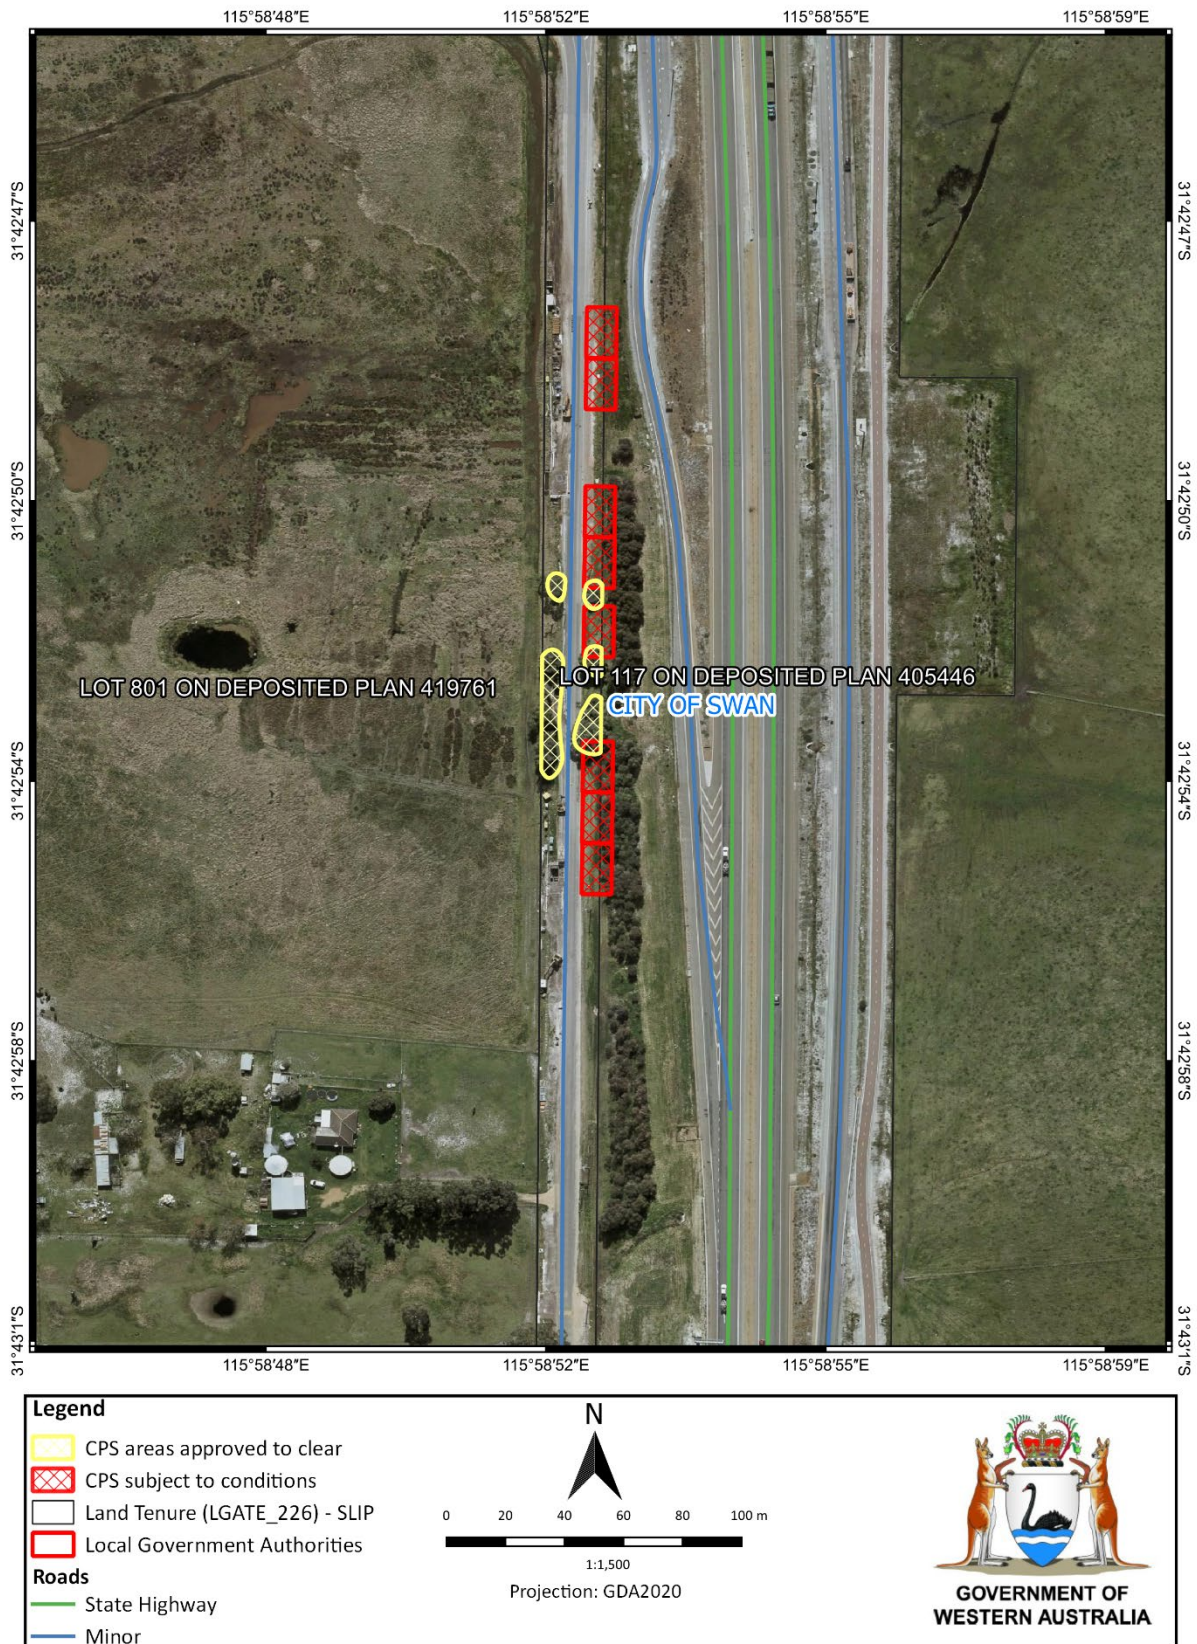 115°58'48"E 115°58'52"E 115°58'55"E 115°58'59"E
31°42'47"S 31°42'47"S
31°42'50"S 31°42'50"S
LOT 801 ON DEPOSITED PLAN 419761
LOT 117 ON DEPOSITED PLAN 405446
CITY OF SWAN
31°42'54"S 31°42'54"S
31°42'58"S 31°42'58"S
31°43'1"S 31°43'1"S
115°58'48"E 115°58'52"E 115°58'55"E 115°58'59"E
Legend
CPS areas approved to clear
CPS subject to conditions
Land Tenure (LGATE_226) - SLIP
Local Government Authorities
Roads
State Highway
Minor
N
0 20 40 60 80 100 m
1:1,500
Projection: GDA2020
GOVERNMENT OF
WESTERN AUSTRALIA